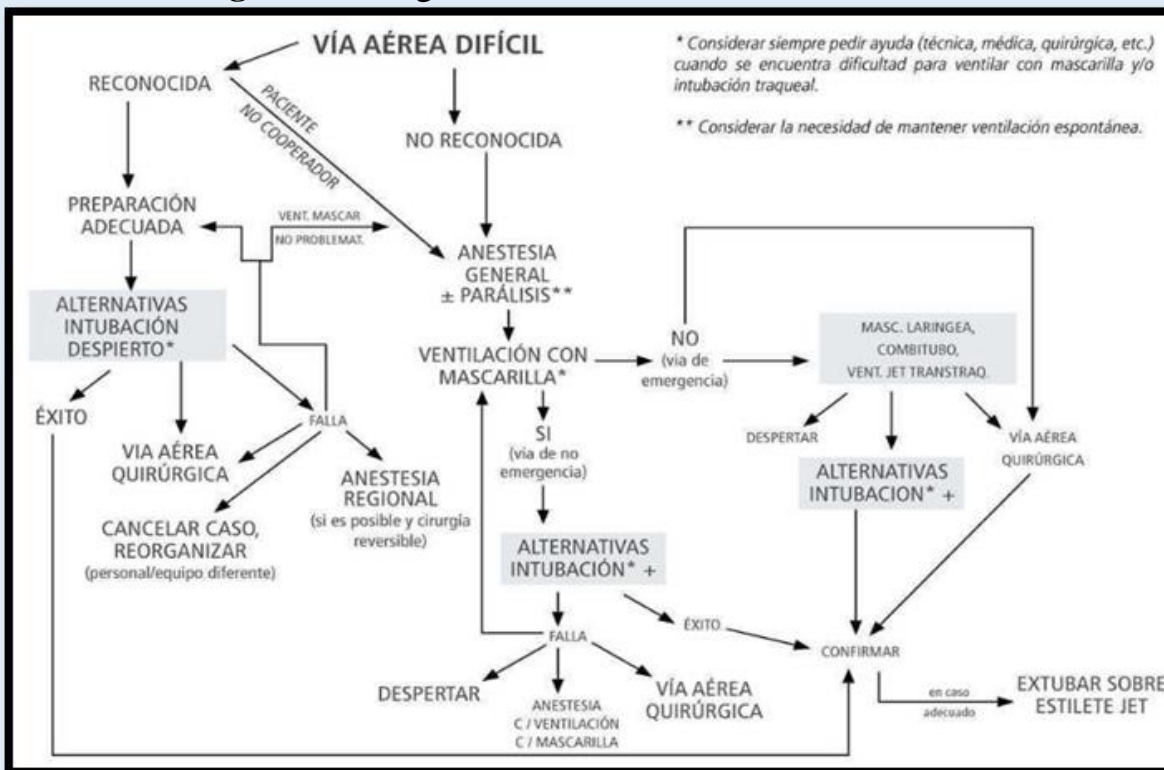 VÍA AÉREA DIFÍCIL
* Considerar siempre pedir ayuda (técnica, médica, quirúrgica, etc.)
cuando se encuentra dificultad para ventilar con mascarilla y/o
intubación traqueal.
** Considerar la necesidad de mantener ventilación espontánea.
RECONOCIDA
PACIENTE
NO COOPERADOR
NO RECONOCIDA
PREPARACIÓN
ADECUADA
VENT. MASCAR
NO PROBLEMAT.
ANESTESIA
GENERAL
± PARÁLISIS**
ALTERNATIVAS
INTUBACIÓN
DESPIERTO*
VENTILACIÓN CON
MASCARILLA*
NO
(via de
emergencia)
MASC. LARINGEA,
COMBITUBO,
VENT. JET TRANSTRAQ.
ÉXITO
FALLA
VIA AÉREA
QUIRÚRGICA
ANESTESIA
REGIONAL
(si es posible y cirurgía
reversible)
CANCELAR CASO,
REORGANIZAR
(personal/equipo diferente)
SI
(via de no
emergencia)
DESPERTAR
VÍA AÉREA
QUIRÚRGICA
ALTERNATIVAS
INTUBACION* +
ALTERNATIVAS
INTUBACIÓN* +
FALLA
ÉXITO
CONFIRMAR
DESPERTAR
ANESTESIA
C / VENTILACIÓN
C / MASCARILLA
VÍA AÉREA
QUIRÚRGICA
en caso
adecuado
EXTUBAR SOBRE
ESTILETE JET